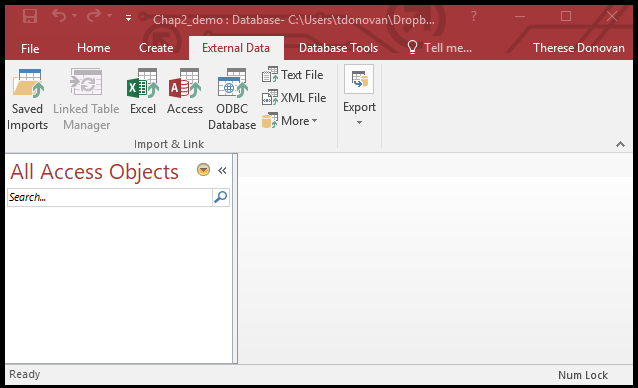 Chap2_demo : Database- C:\Users\tdonovan\Dropb... ?
File Home Create External Data Database Tools Tell me... Therese Donovan
Saved Imports
Linked Table Manager
Excel
Access
ODBC Database
Text File
XML File
More
Export
Import & Link
All Access Objects
Search...
Ready Num Lock